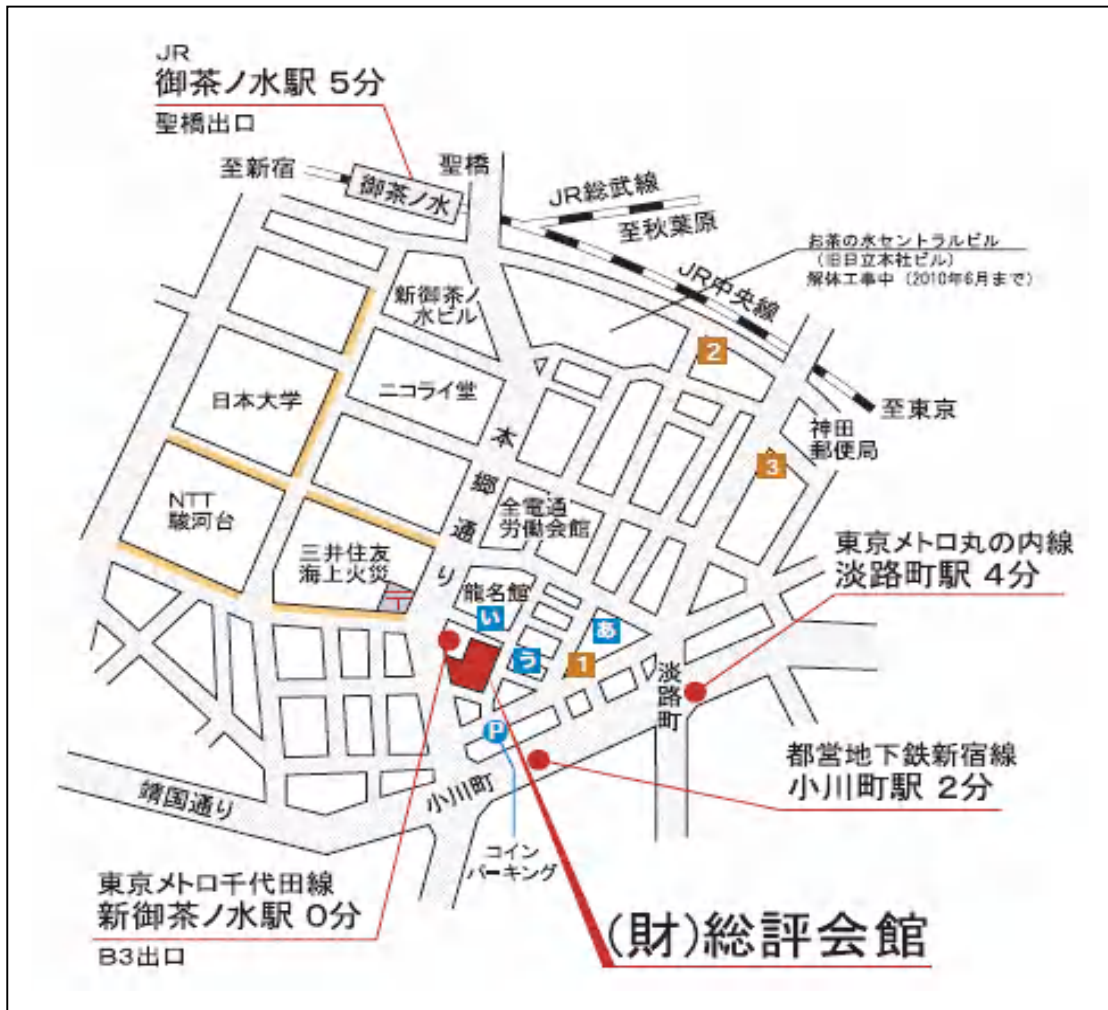 JR
御茶ノ水駅 5分
聖橋出口
至新宿
御茶ノ水
聖橋
JR総武線
至秋葉原
お茶の水セントラルビル
(旧日立本社ビル)
解体工事中 (2010年6月まで)
JR中央線
新御茶ノ
水ビル
2
至東京
日本大学
ニコライ堂
神田
郵便局
3
本郷通り
NTT
駿河台
全電通
労働会館
三井住友
海上火災
〒
東京メトロ丸の内線
淡路町駅 4分
龍名館
い
あ
う
1
淡路町
P
都営地下鉄新宿線
小川町駅 2分
小川町
靖国通り
コイン
パーキング
東京メトロ千代田線
新御茶ノ水駅 0分
B3出口
(財)総評会館